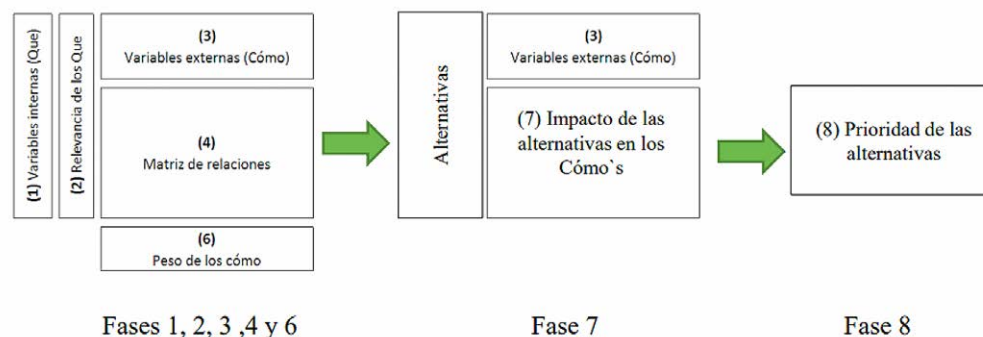 (1) Variables internas (Que)
(2) Relevancia de los Que
(3)
Variables externas (Cómo)
(4)
Matriz de relaciones
(6)
Peso de los cómo
Fases 1, 2, 3 ,4 y 6
Alternativas
(3)
Variables externas (Cómo)
(7) Impacto de las
alternativas en los
Cómo`s
Fase 7
(8) Prioridad de las
alternativas
Fase 8